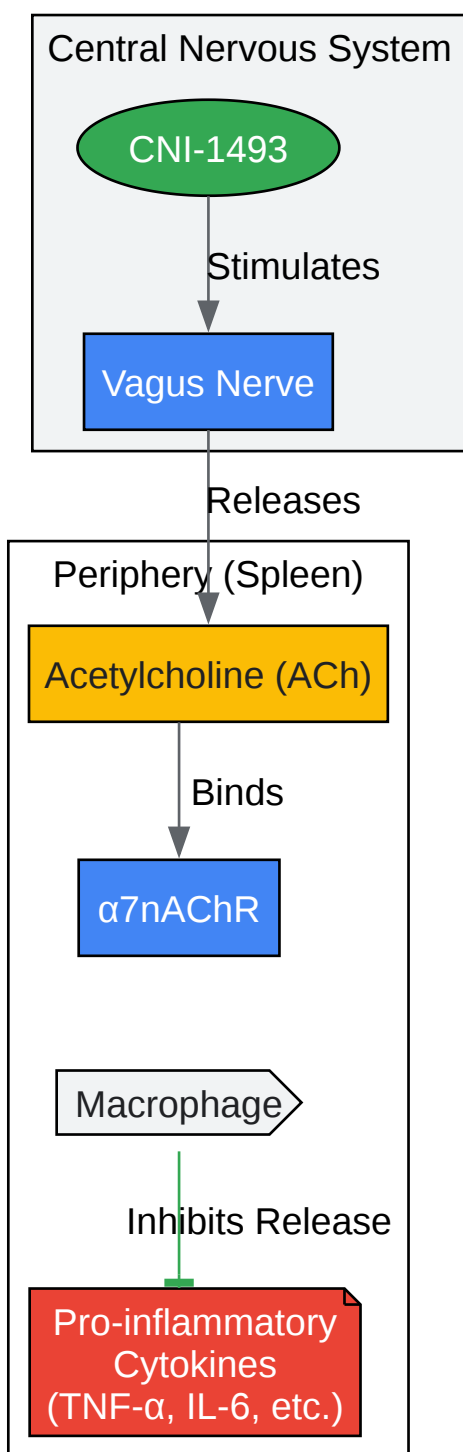 Central Nervous System
CNI-1493
Stimulates
Vagus Nerve
Releases
Periphery (Spleen)
Acetylcholine (ACh)
Binds
α7nAChR
Macrophage
Inhibits Release
Pro-inflammatory
Cytokines
(TNF-α, IL-6, etc.)